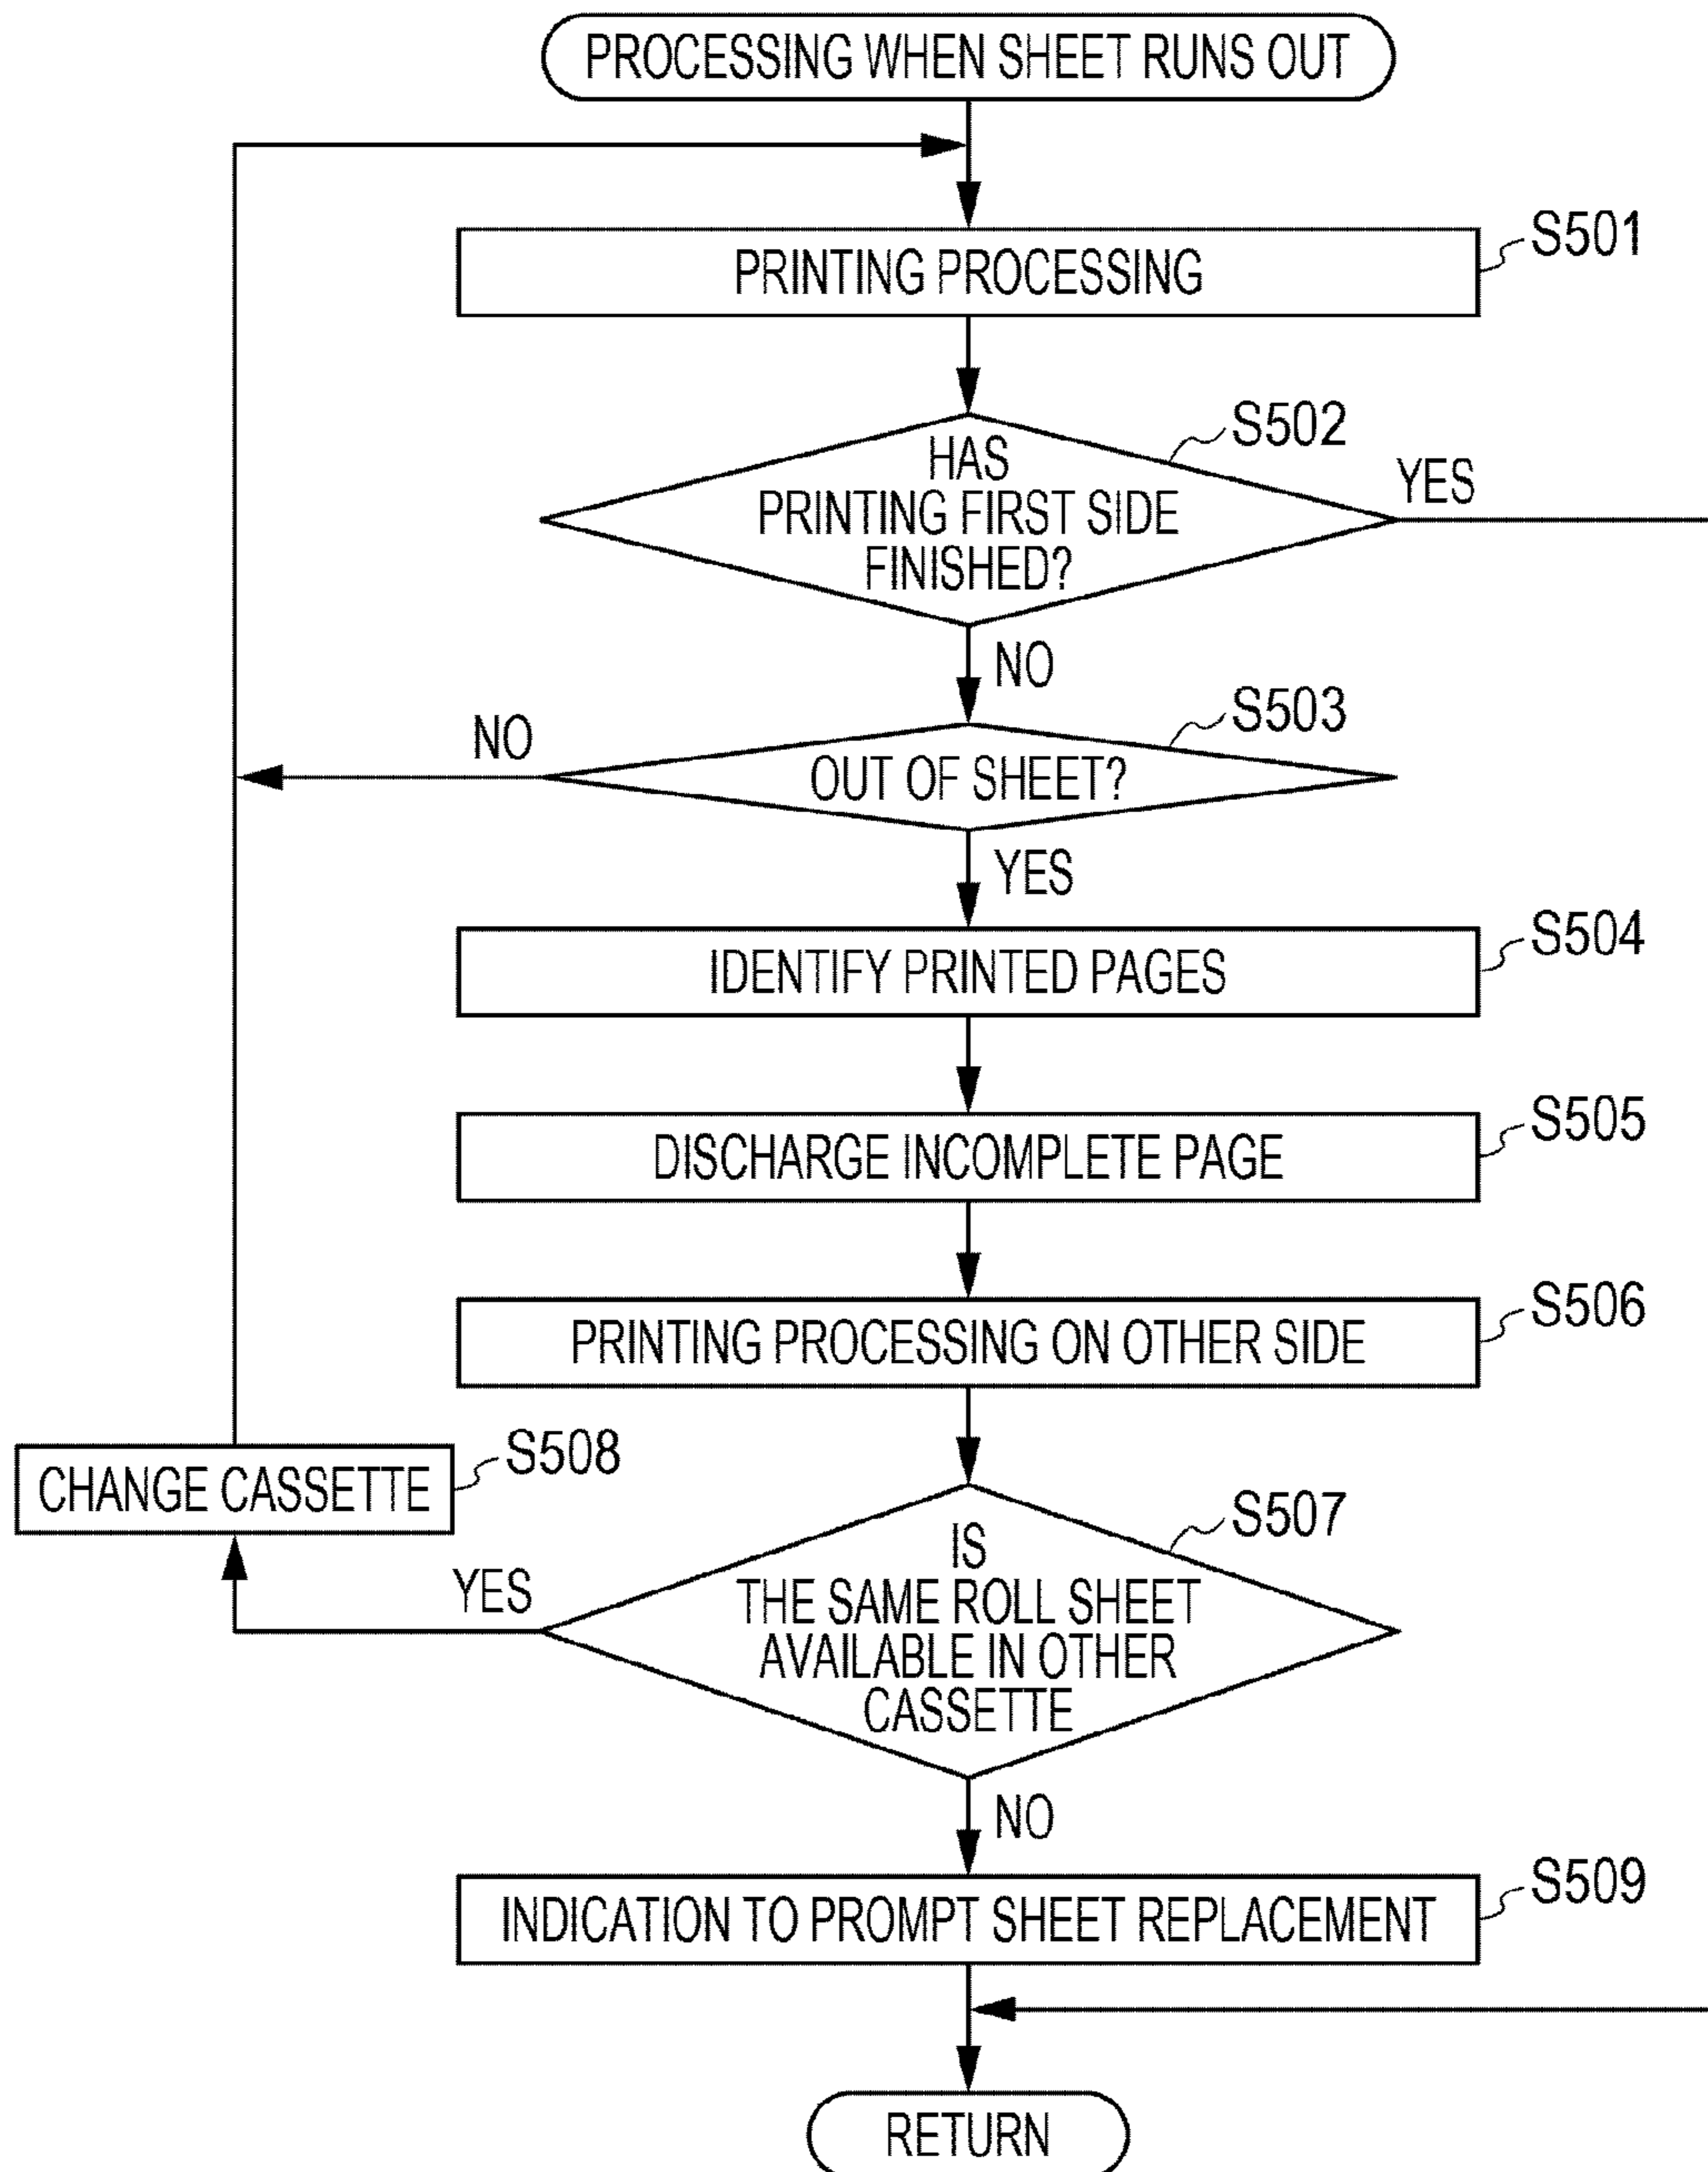 PROCESSING WHEN SHEET RUNS OUT
S501
PRINTING PROCESSING
S502
HAS
PRINTING FIRST SIDE
FINISHED?
YES
NO
S503
OUT OF SHEET?
NO
YES
S504
IDENTIFY PRINTED PAGES
S505
DISCHARGE INCOMPLETE PAGE
S506
PRINTING PROCESSING ON OTHER SIDE
S508
CHANGE CASSETTE
S507
IS
THE SAME ROLL SHEET
AVAILABLE IN OTHER
CASSETTE
YES
NO
S509
INDICATION TO PROMPT SHEET REPLACEMENT
RETURN